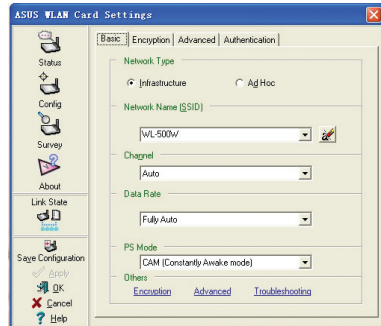 ASUS WLAN Card Settings
Status
Config
Survey
About
Link State
Save Configuration
Apply
OK
Cancel
Help
Basic
Encryption
Advanced
Authentication
Network Type
Infrastructure
Ad Hoc
Network Name (SSID)
WL-500W
Channel
Auto
Data Rate
Fully Auto
PS Mode
CAM (Constantly Awake mode)
Others
Encryption
Advanced
Troubleshooting